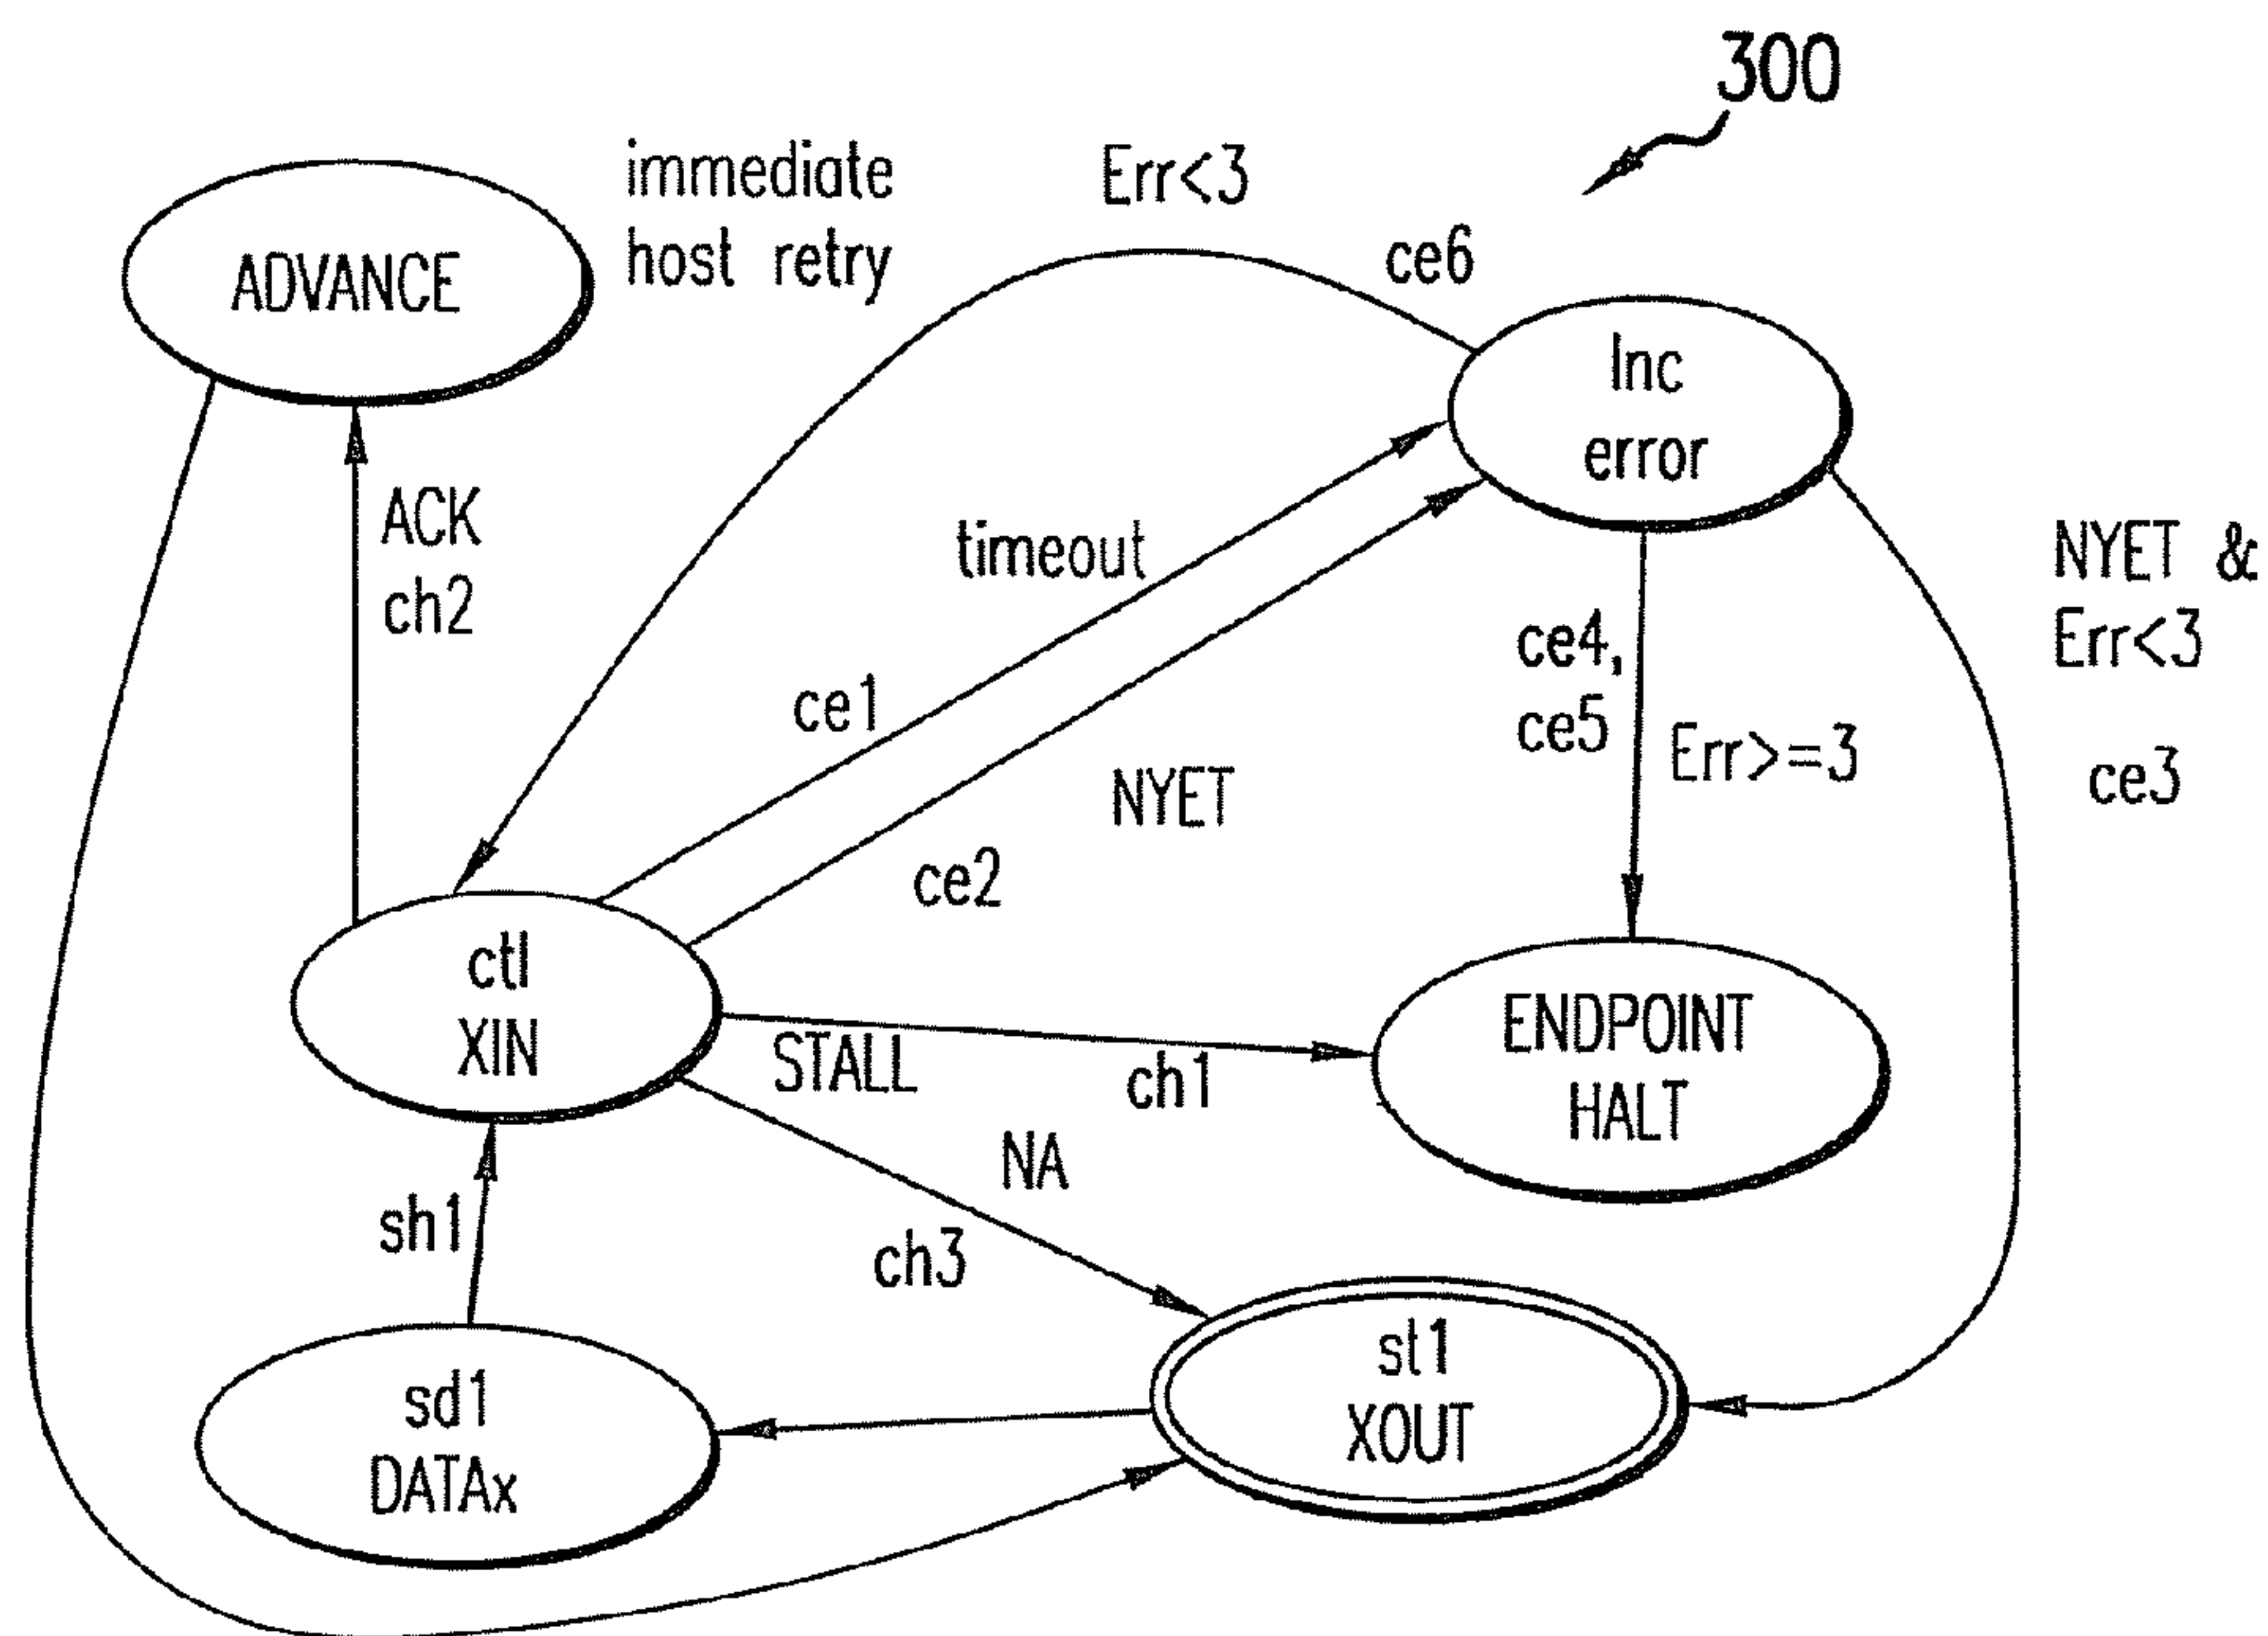 300
immediate
host retry
Err<3
ce6
ADVANCE
Inc
error
ACK
ch2
timeout
NYET &
Err<3
ce3
ce4,
ce5
Err>=3
ce1
NYET
ce2
ctl
XIN
STALL
ch1
ENDPOINT
HALT
NA
ch3
sh1
st1
XOUT
sd1
DATAx